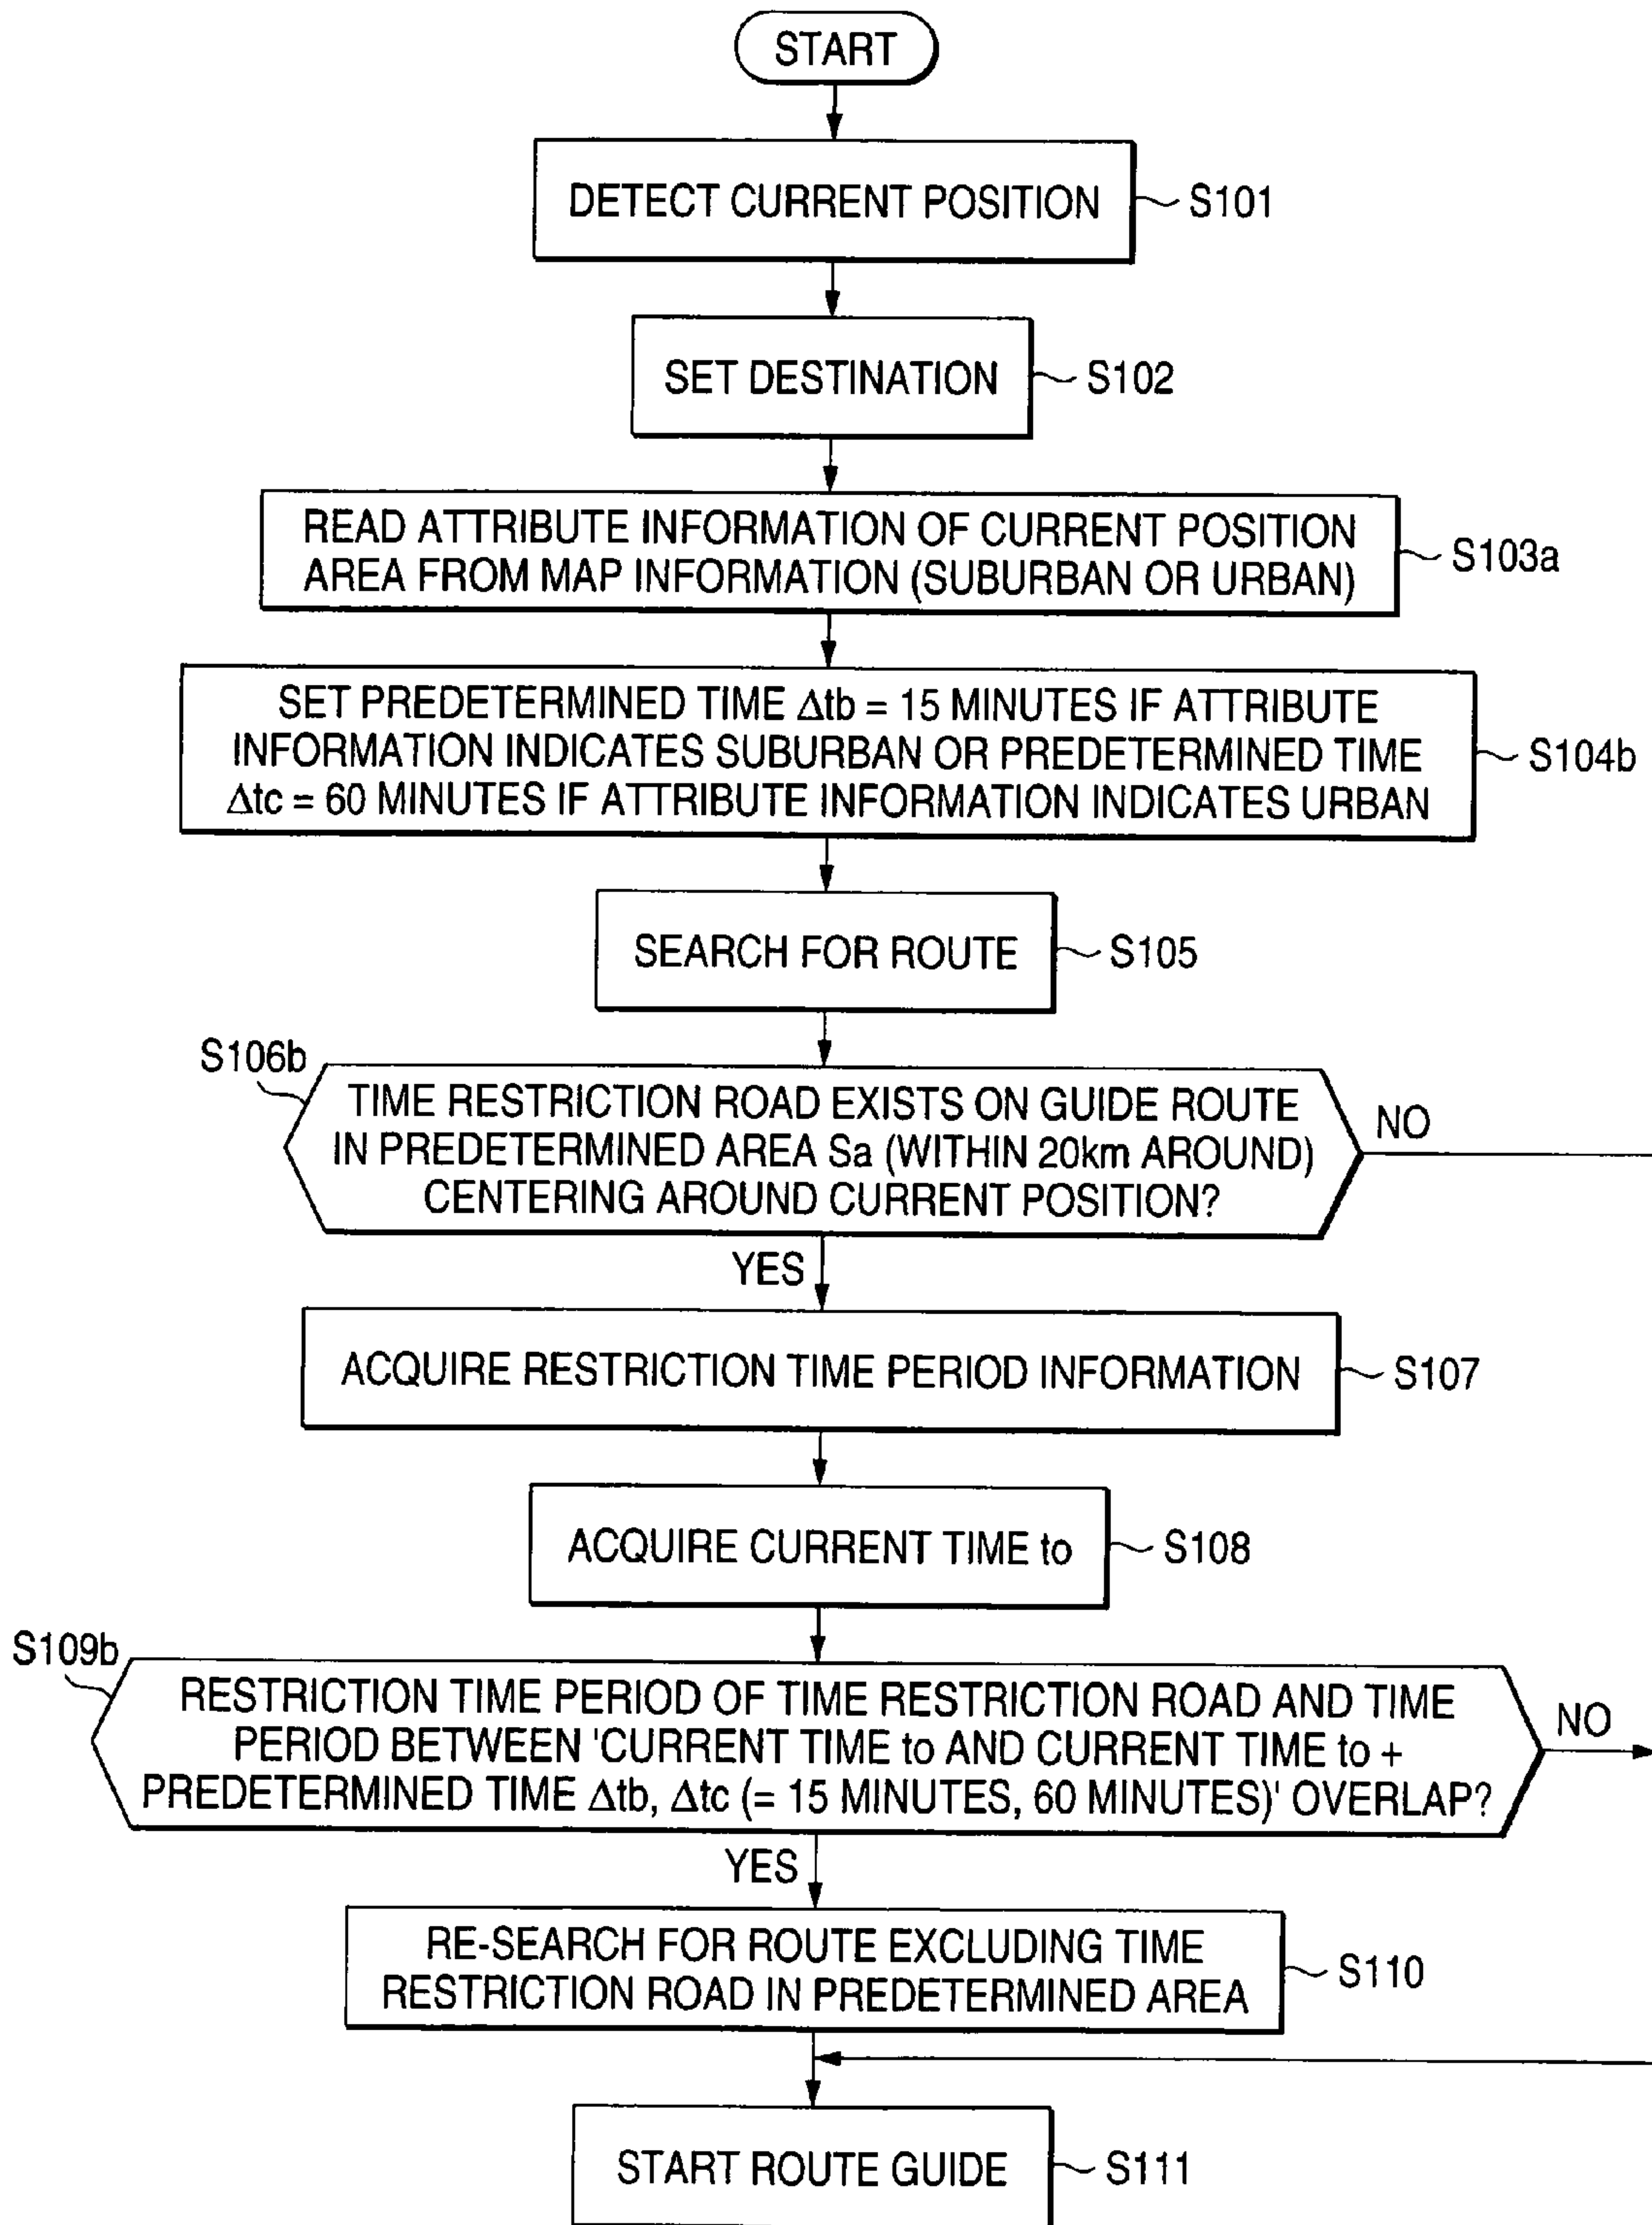 START
DETECT CURRENT POSITION
S101
SET DESTINATION
S102
READ ATTRIBUTE INFORMATION OF CURRENT POSITION
AREA FROM MAP INFORMATION (SUBURBAN OR URBAN)
S103a
SET PREDETERMINED TIME Δtb = 15 MINUTES IF ATTRIBUTE
INFORMATION INDICATES SUBURBAN OR PREDETERMINED TIME
Δtc = 60 MINUTES IF ATTRIBUTE INFORMATION INDICATES URBAN
S104b
SEARCH FOR ROUTE
S105
S106b
TIME RESTRICTION ROAD EXISTS ON GUIDE ROUTE
IN PREDETERMINED AREA Sa (WITHIN 20km AROUND)
CENTERING AROUND CURRENT POSITION?
NO
YES
ACQUIRE RESTRICTION TIME PERIOD INFORMATION
S107
ACQUIRE CURRENT TIME to
S108
S109b
RESTRICTION TIME PERIOD OF TIME RESTRICTION ROAD AND TIME
PERIOD BETWEEN 'CURRENT TIME to AND CURRENT TIME to +
PREDETERMINED TIME Δtb, Δtc (= 15 MINUTES, 60 MINUTES)' OVERLAP?
NO
YES
RE-SEARCH FOR ROUTE EXCLUDING TIME
RESTRICTION ROAD IN PREDETERMINED AREA
S110
START ROUTE GUIDE
S111